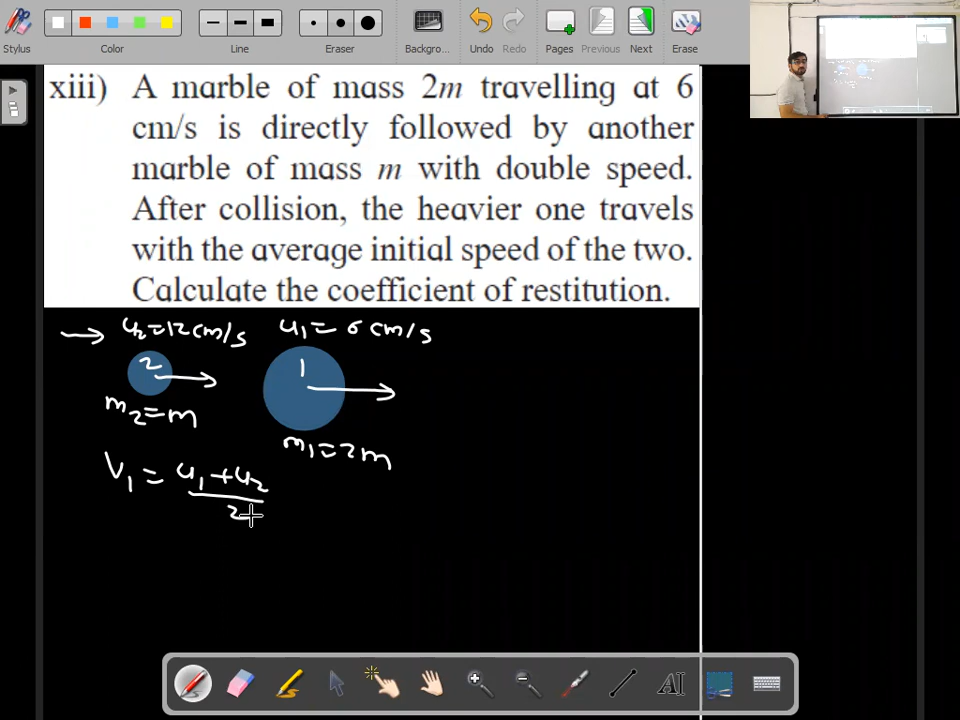 Stylus
Color
Line
Eraser
Backgro...
Undo
Redo
Pages
Previous
Next
Erase
xiii) A marble of mass 2m travelling at 6
cm/s is directly followed by another
marble of mass m with double speed.
After collision, the heavier one travels
with the average initial speed of the two.
Calculate the coefficient of restitution.
u2=12cm/s u1= 6 cm/s
2
1
m2=m
m1=2m
V1 = u1+u2
2
AI